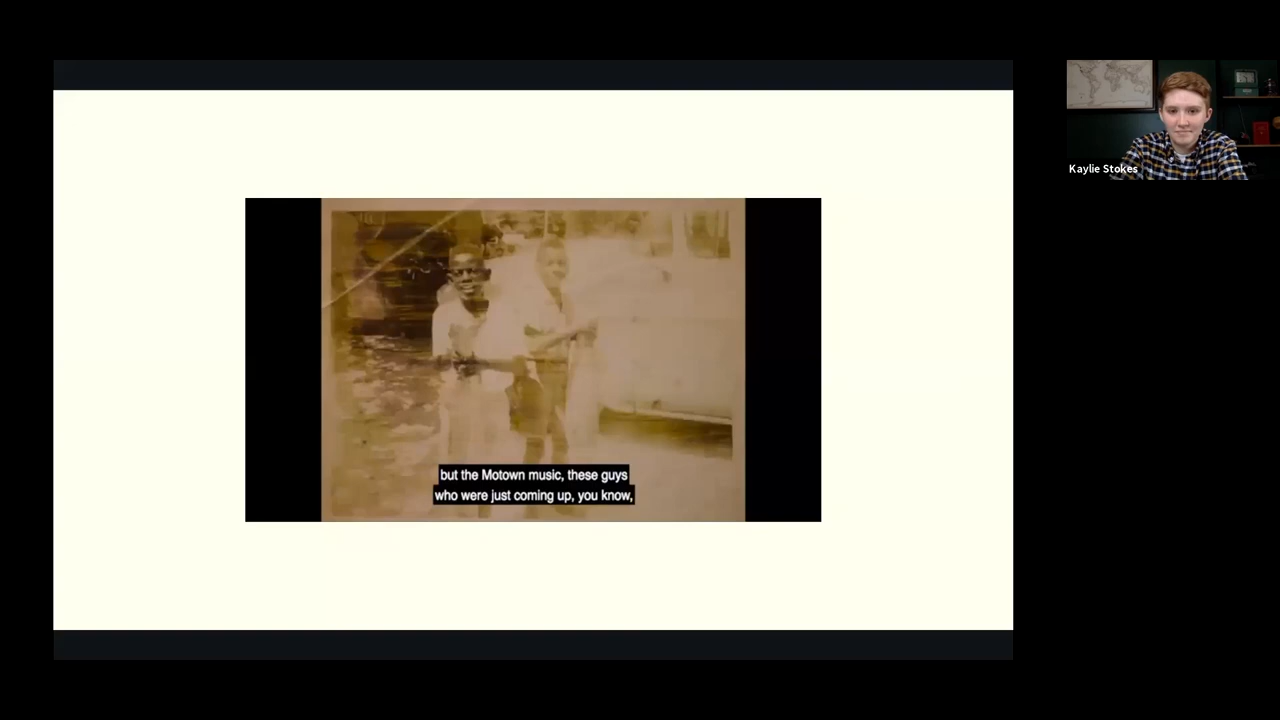 Kaylie Stokes
but the Motown music, these guys
who were just coming up, you know,